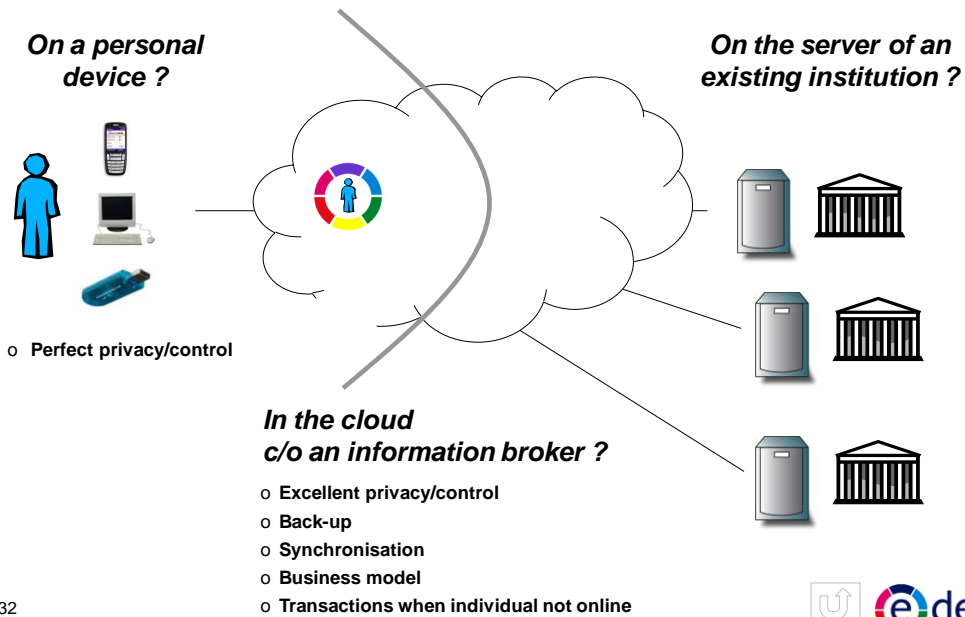 On a personal
device ?
On the server of an
existing institution ?
o Perfect privacy/control
In the cloud
c/o an information broker ?
o Excellent privacy/control
o Back-up
o Synchronisation
o Business model
o Transactions when individual not online
32
e de